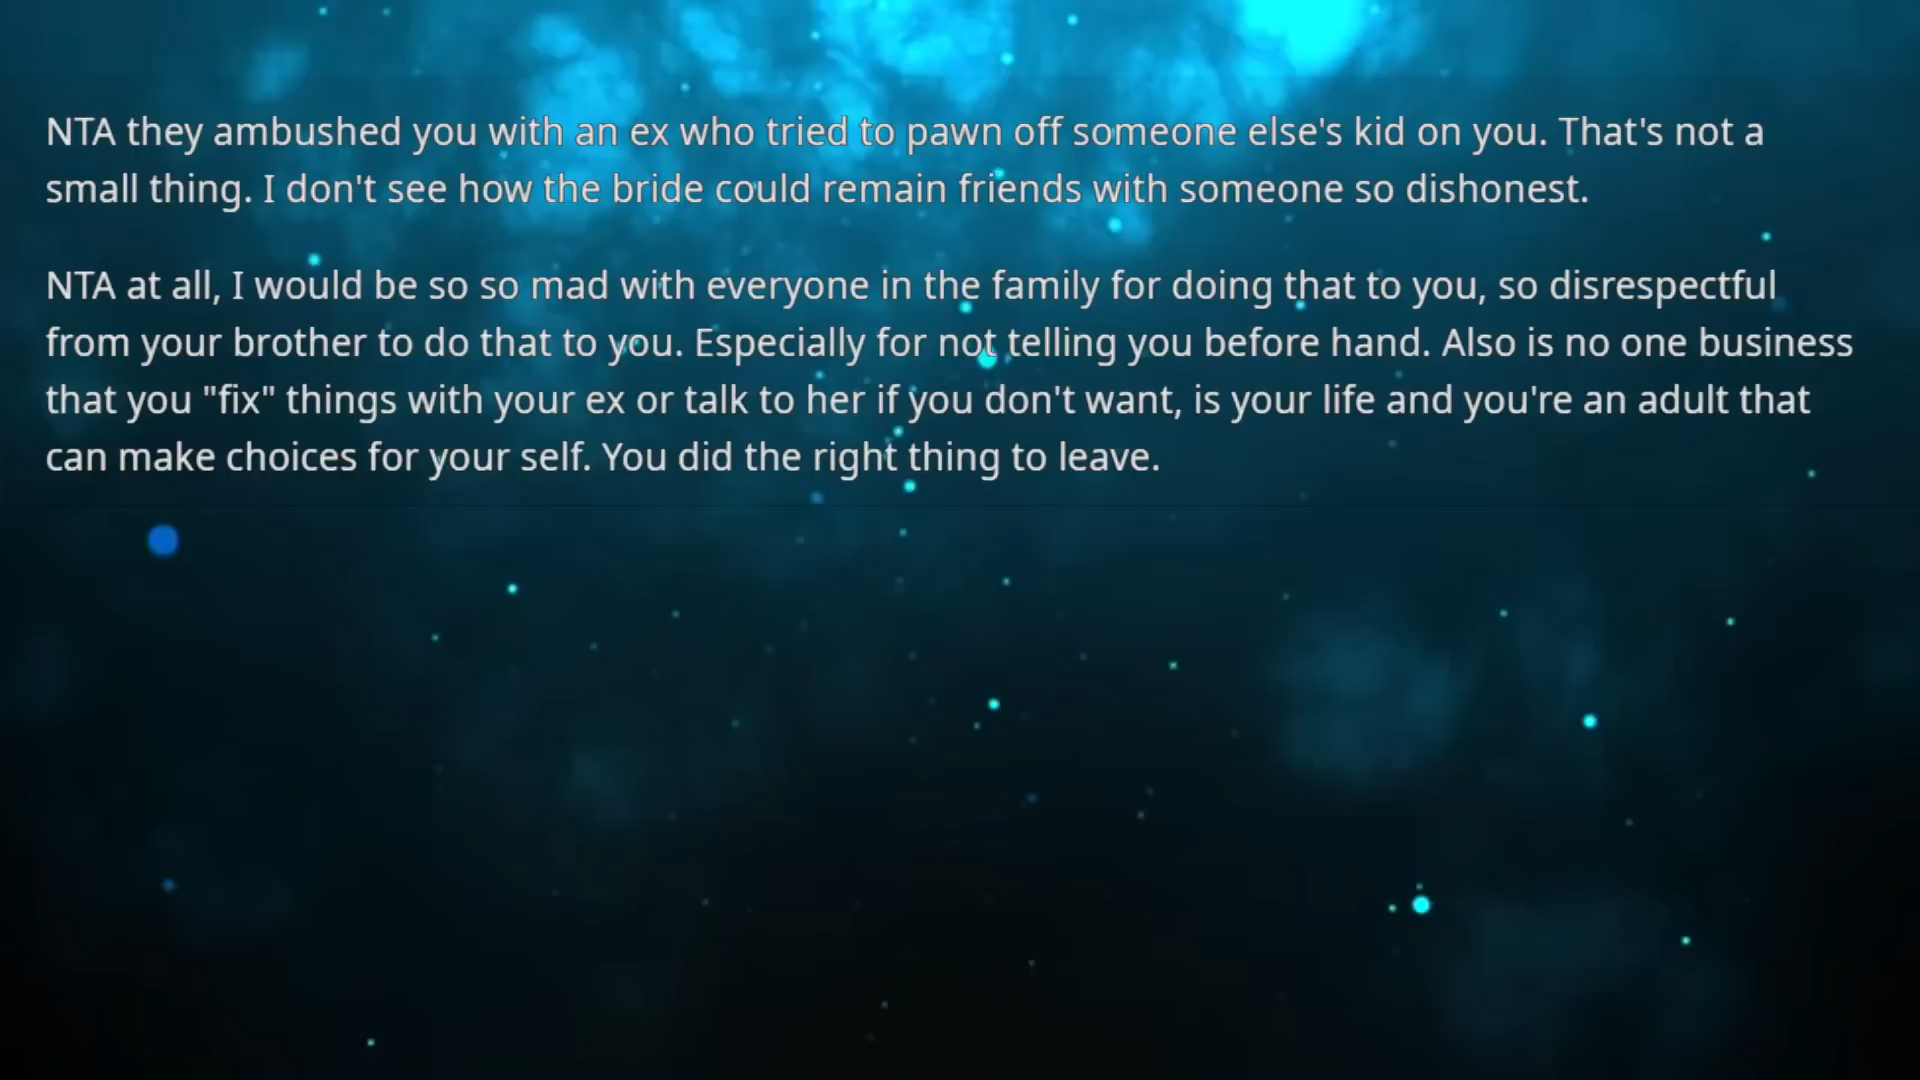 NTA they ambushed you with an ex who tried to pawn off someone else's kid on you. That's not a
small thing. I don't see how the bride could remain friends with someone so dishonest.
NTA at all, I would be so so mad with everyone in the family for doing that to you, so disrespectful
from your brother to do that to you. Especially for not telling you before hand. Also is no one business
that you "fix" things with your ex or talk to her if you don't want, is your life and you're an adult that
can make choices for your self. You did the right thing to leave.